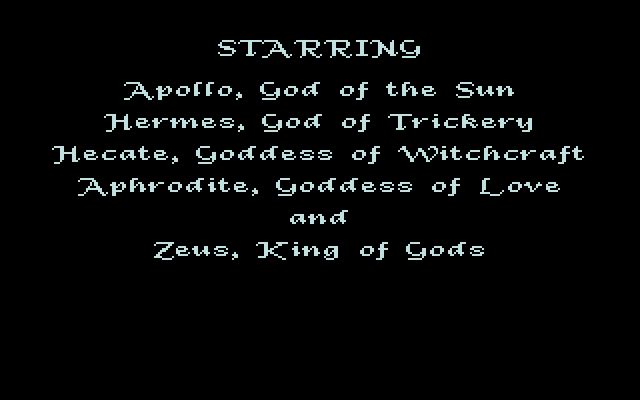 STARRING
Apollo, God of the Sun
Hermes, God of Trickery
Hecate, Goddess of Witchcraft
Aphrodite, Goddess of Love
and
Zeus, King of Gods